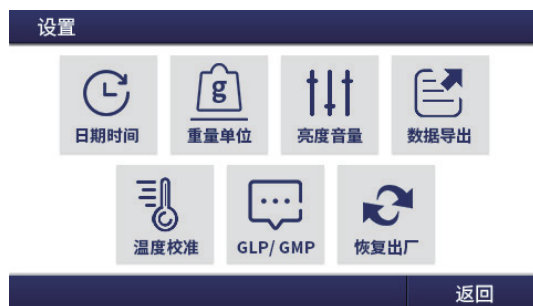 设置
g
日期时间 重量单位 亮度音量 数据导出
温度校准 GLP/ GMP 恢复出厂
返回